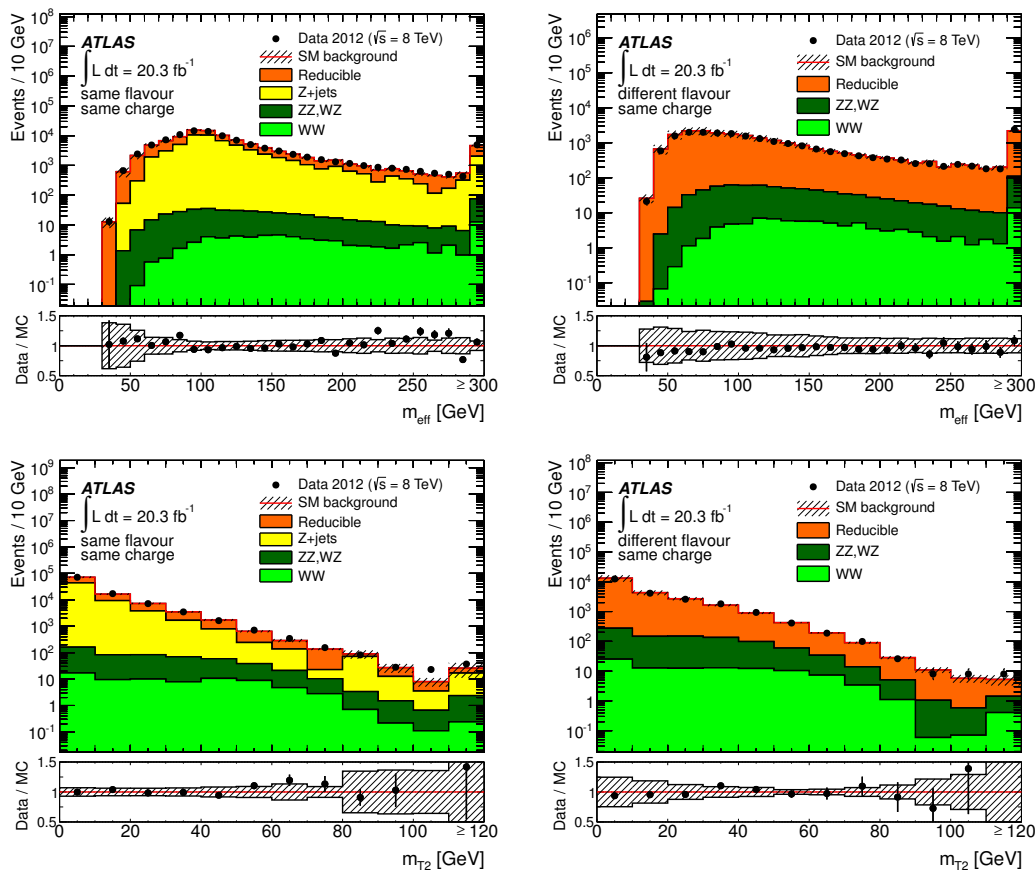 Events / 10 GeV
10⁸
10⁷
10⁶
10⁵
10⁴
10³
10²
10
1
10⁻¹
ATLAS
∫ L dt = 20.3 fb⁻¹
same flavour
same charge
Data 2012 (√s = 8 TeV)
SM background
Reducible
Z+jets
ZZ,WZ
WW
Data / MC
1.5
1
0.5
0 50 100 150 200 250 ≥ 300
m_eff [GeV]
Events / 10 GeV
10⁶
10⁵
10⁴
10³
10²
10
1
10⁻¹
ATLAS
∫ L dt = 20.3 fb⁻¹
different flavour
same charge
Data 2012 (√s = 8 TeV)
SM background
Reducible
ZZ,WZ
WW
Data / MC
1.5
1
0.5
0 50 100 150 200 250 ≥ 300
m_eff [GeV]
Events / 10 GeV
10⁹
10⁸
10⁷
10⁶
10⁵
10⁴
10³
10²
10
1
10⁻¹
ATLAS
∫ L dt = 20.3 fb⁻¹
same flavour
same charge
Data 2012 (√s = 8 TeV)
SM background
Reducible
Z+jets
ZZ,WZ
WW
Data / MC
1.5
1
0.5
0 20 40 60 80 100 ≥ 120
m_T2 [GeV]
Events / 10 GeV
10⁸
10⁷
10⁶
10⁵
10⁴
10³
10²
10
1
10⁻¹
ATLAS
∫ L dt = 20.3 fb⁻¹
different flavour
same charge
Data 2012 (√s = 8 TeV)
SM background
Reducible
ZZ,WZ
WW
Data / MC
1.5
1
0.5
0 20 40 60 80 100 ≥ 120
m_T2 [GeV]